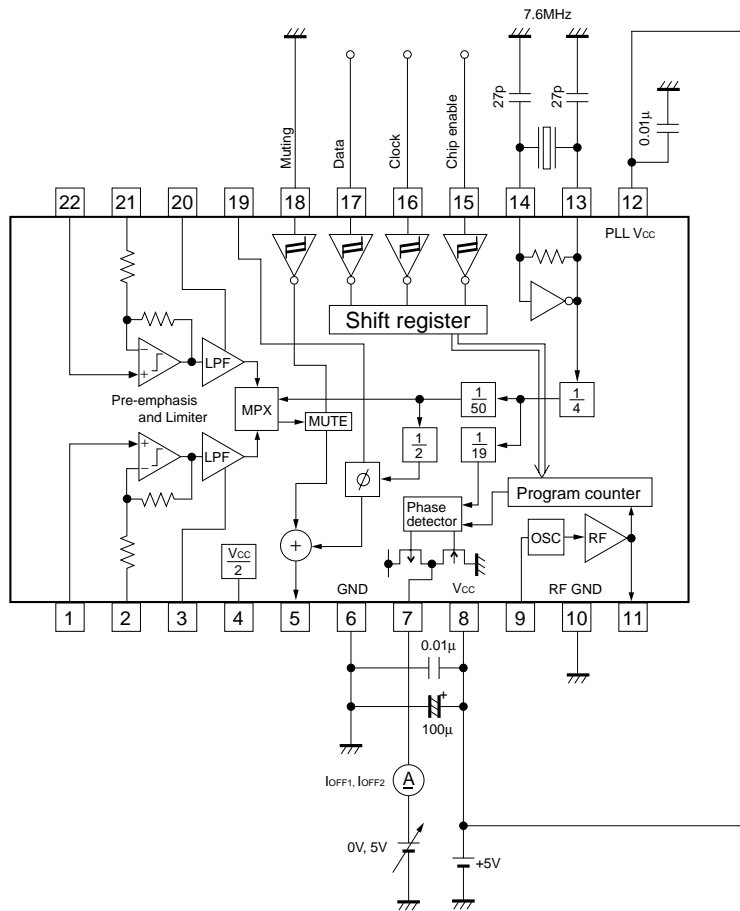 7.6MHz
27p
27p
0.01µ
Muting
Data
Clock
Chip enable
22
21
20
19
18
17
16
15
14
13
12
PLL Vcc
Shift register
LPF
Pre-emphasis
and Limiter
MPX
MUTE
1
50
1
4
1
2
1
19
LPF
ϕ
Phase
detector
Program counter
OSC
RF
Vcc
2
+
GND
Vcc
RF GND
1
2
3
4
5
6
7
8
9
10
11
0.01µ
+
100µ
IOFF1, IOFF2
A
0V, 5V
+5V